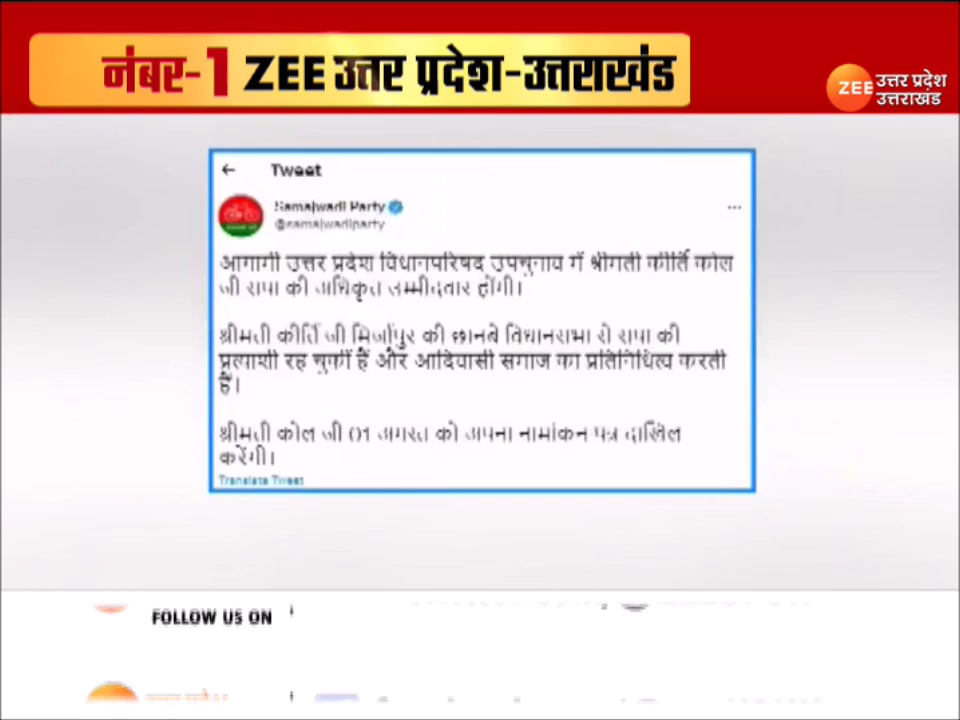 नंबर-1 ZEE उत्तर प्रदेश-उत्तराखंड
ZEE उत्तर प्रदेश
उत्तराखंड
← Tweet
Samajwadi Party
@samajwadiparty
आगामी उत्तर प्रदेश विधानपरिषद उपचुनाव में श्रीमती कीर्ति कोल
जी सपा की अधिकृत उम्मीदवार होंगी।
श्रीमती कीर्ति जी मिर्जापुर की छानबे विधानसभा से सपा की
प्रत्याशी रह चुकीं हैं और आदिवासी समाज का प्रतिनिधित्व करती
हैं।
श्रीमती कोल जी 01 अगस्त को अपना नामांकन पत्र दाखिल
करेंगी।
Translate Tweet
FOLLOW US ON